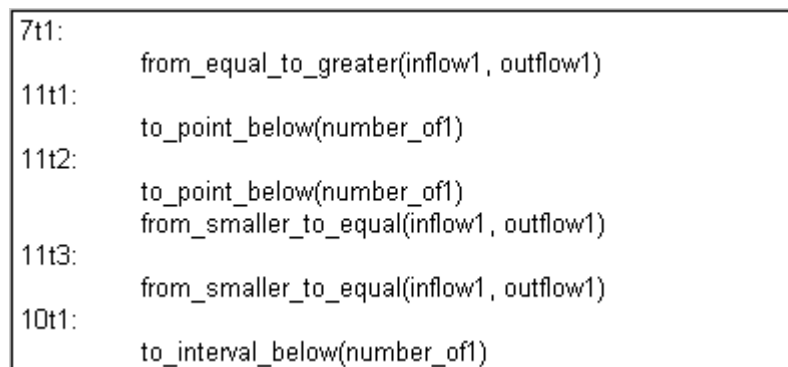 7t1:
from_equal_to_greater(inflow1, outflow1)
11t1:
to_point_below(number_of1)
11t2:
to_point_below(number_of1)
from_smaller_to_equal(inflow1, outflow1)
11t3:
from_smaller_to_equal(inflow1, outflow1)
10t1:
to_interval_below(number_of1)